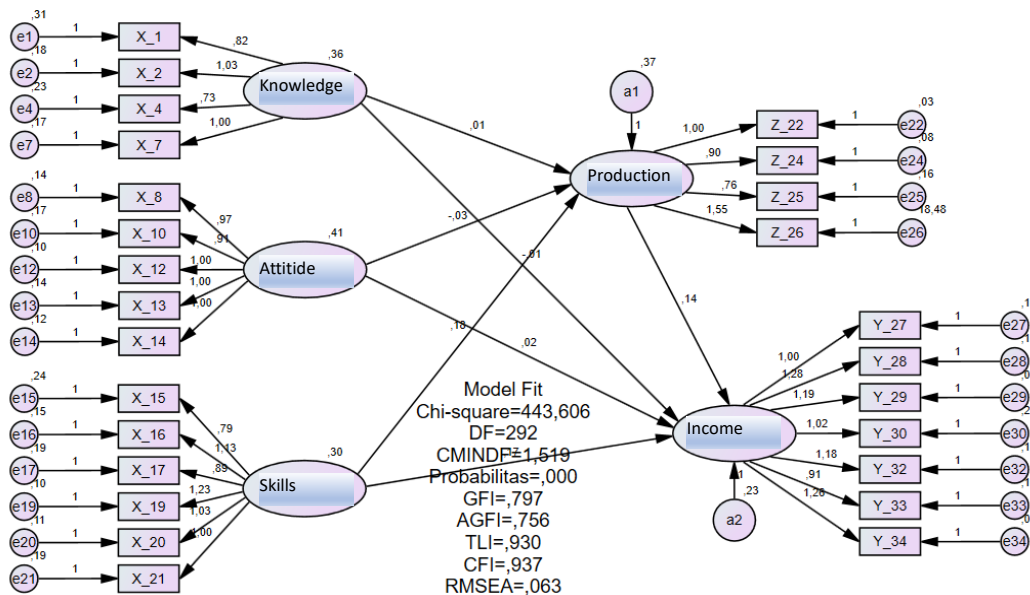 ,31
e1
1
X_1
,82
,18
e2
1
X_2
1,03
,23
e4
1
X_4
,73
,17
e7
1
X_7
1,00
,36
Knowledge
,14
e8
1
X_8
,97
,17
e10
1
X_10
,91
,10
e12
1
X_12
1,00
,14
e13
1
X_13
1,00
,12
e14
1
X_14
1,00
,41
Attitide
,24
e15
1
X_15
,79
,15
e16
1
X_16
1,13
,19
e17
1
X_17
,89
,10
e19
1
X_19
1,23
,11
e20
1
X_20
1,03
,19
e21
1
X_21
1,00
,30
Skills
,01
-,03
-,01
,18
,02
,14
,37
a1
1
Production
1,00
Z_22
1
e22
,03
,90
Z_24
1
e24
,08
,76
Z_25
1
e25
,16
1,55
Z_26
1
e26
18,48
Income
1
,23
a2
1,00
Y_27
1
e27
,1
1,28
Y_28
1
e28
,1
1,19
Y_29
1
e29
,0
1,02
Y_30
1
e30
,2
1,18
Y_32
1
e32
,1
,91
Y_33
1
e33
,1
1,26
Y_34
1
e34
,0
Model Fit
Chi-square=443,606
DF=292
CMINDF=1,519
Probabilitas=,000
GFI=,797
AGFI=,756
TLI=,930
CFI=,937
RMSEA=,063